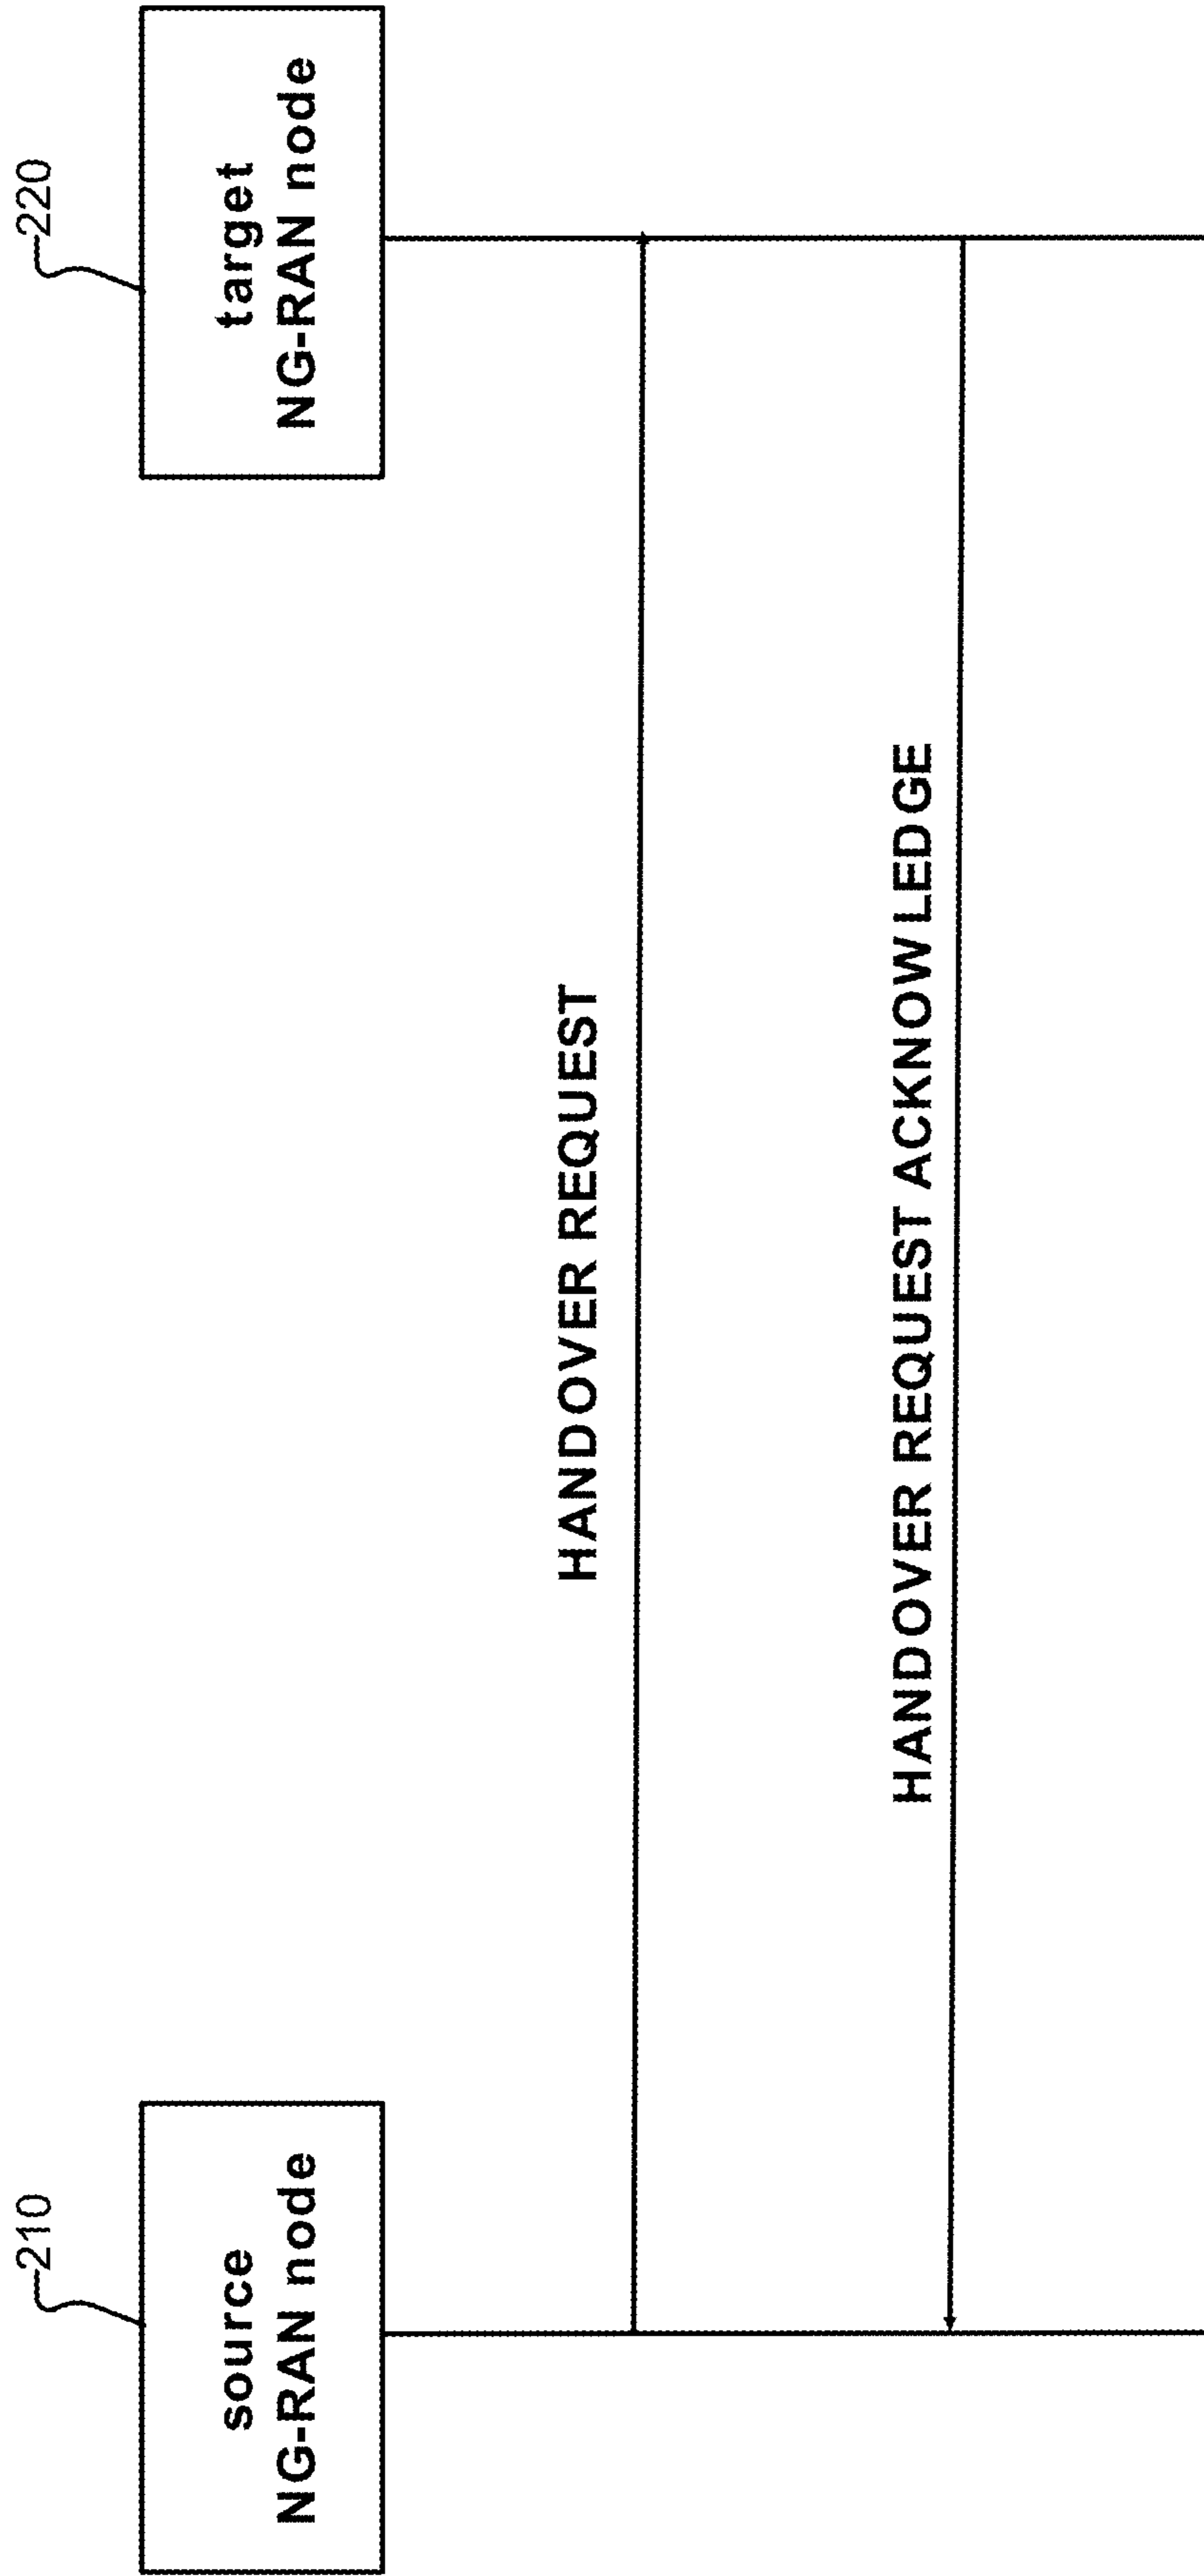 210
220
source
NG-RAN node
target
NG-RAN node
HANDOVER REQUEST
HANDOVER REQUEST ACKNOWLEDGE